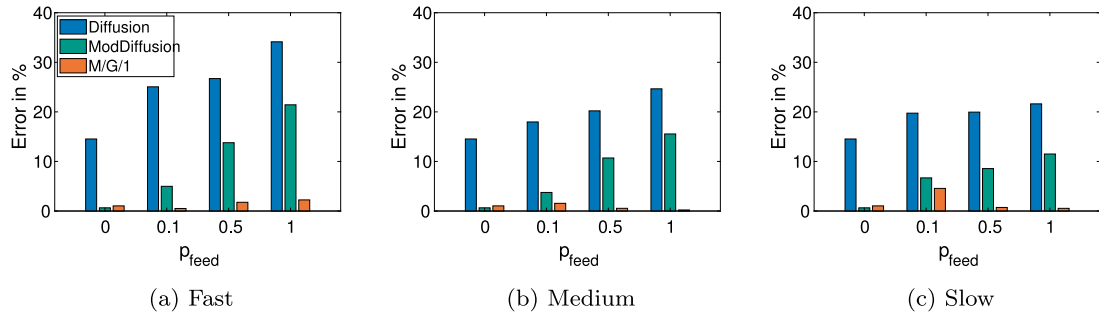 40
30
20
10
0
Error in %
Diffusion
ModDiffusion
M/G/1
0 0.1 0.5 1
p_feed
(a) Fast
40
30
20
10
0
Error in %
0 0.1 0.5 1
p_feed
(b) Medium
40
30
20
10
0
Error in %
0 0.1 0.5 1
p_feed
(c) Slow